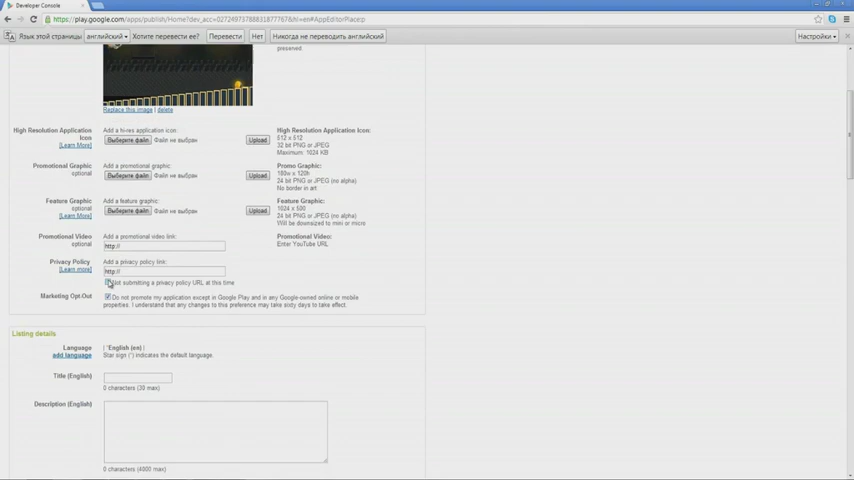 Developer Console
https://play.google.com/apps/publish/Home?dev_acc=02724973788831877767&hl=en#AppEditorPlace:p
Язык этой страницы английский Хотите перевести ее? Перевести Нет Никогда не переводить английский Настройки
presented.
Replace this image | delete
High Resolution Application Icon
[Learn More]
Add a hi-res application icon:
Выберите файл Файл не выбран Upload
High Resolution Application Icon:
512 x 512
32 bit PNG or JPEG
Maximum: 1024 KB
Promotional Graphic
optional
Add a promotional graphic:
Выберите файл Файл не выбран Upload
Promo Graphic:
180w x 120h
24 bit PNG or JPEG (no alpha)
No border in art
Feature Graphic
optional
[Learn More]
Add a feature graphic:
Выберите файл Файл не выбран Upload
Feature Graphic:
1024 x 500
24 bit PNG or JPEG (no alpha)
Will be downsized to mini or micro
Promotional Video
optional
Add a promotional video link:
http://
Promotional Video:
Enter YouTube URL
Privacy Policy
[Learn more]
Add a privacy policy link:
http://
Not submitting a privacy policy URL at this time
Marketing Opt-Out
Do not promote my application except in Google Play and in any Google-owned online or mobile
properties. I understand that any changes to this preference may take sixty days to take effect.
Listing details
Language
add language
| *English (en) |
Star sign (*) indicates the default language.
Title (English)
0 characters (30 max)
Description (English)
0 characters (4000 max)